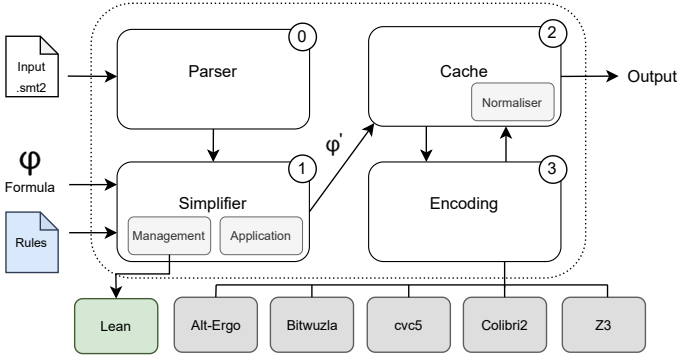 Input
.smt2
0
Parser
2
Cache
Normaliser
Output
φ
Formula
φ'
1
Simplifier
Management
Application
3
Encoding
Rules
Lean
Alt-Ergo
Bitwuzla
cvc5
Colibri2
Z3